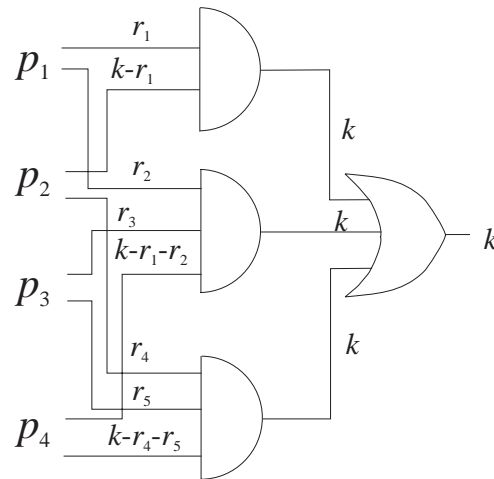 r₁
p₁
k-r₁
k
p₂
r₂
r₃
k
k
k-r₁-r₂
p₃
k
r₄
r₅
p₄
k-r₄-r₅